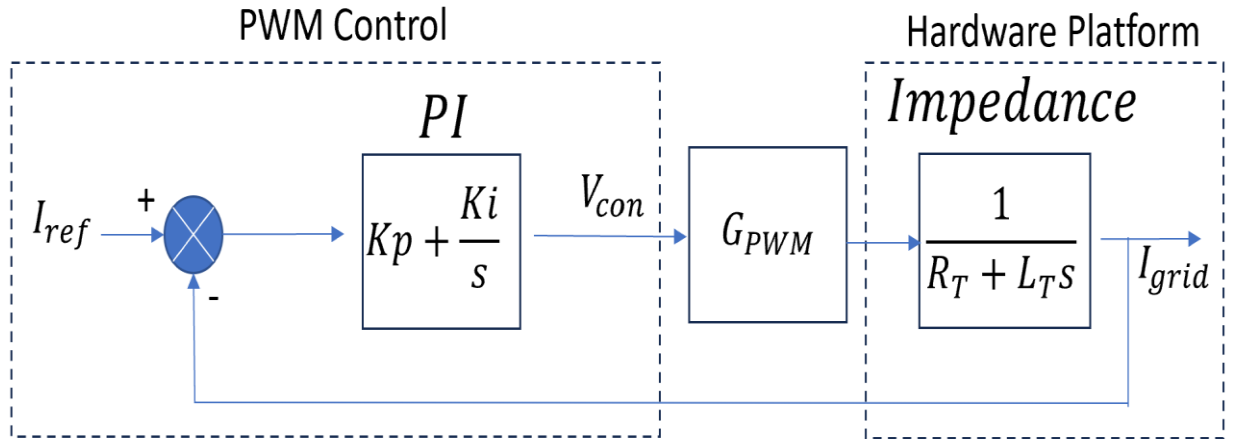 PWM Control
Hardware Platform
PI
Impedance
I_ref
+
-
Kp + Ki/s
V_con
G_PWM
1/(R_T + L_T s)
I_grid